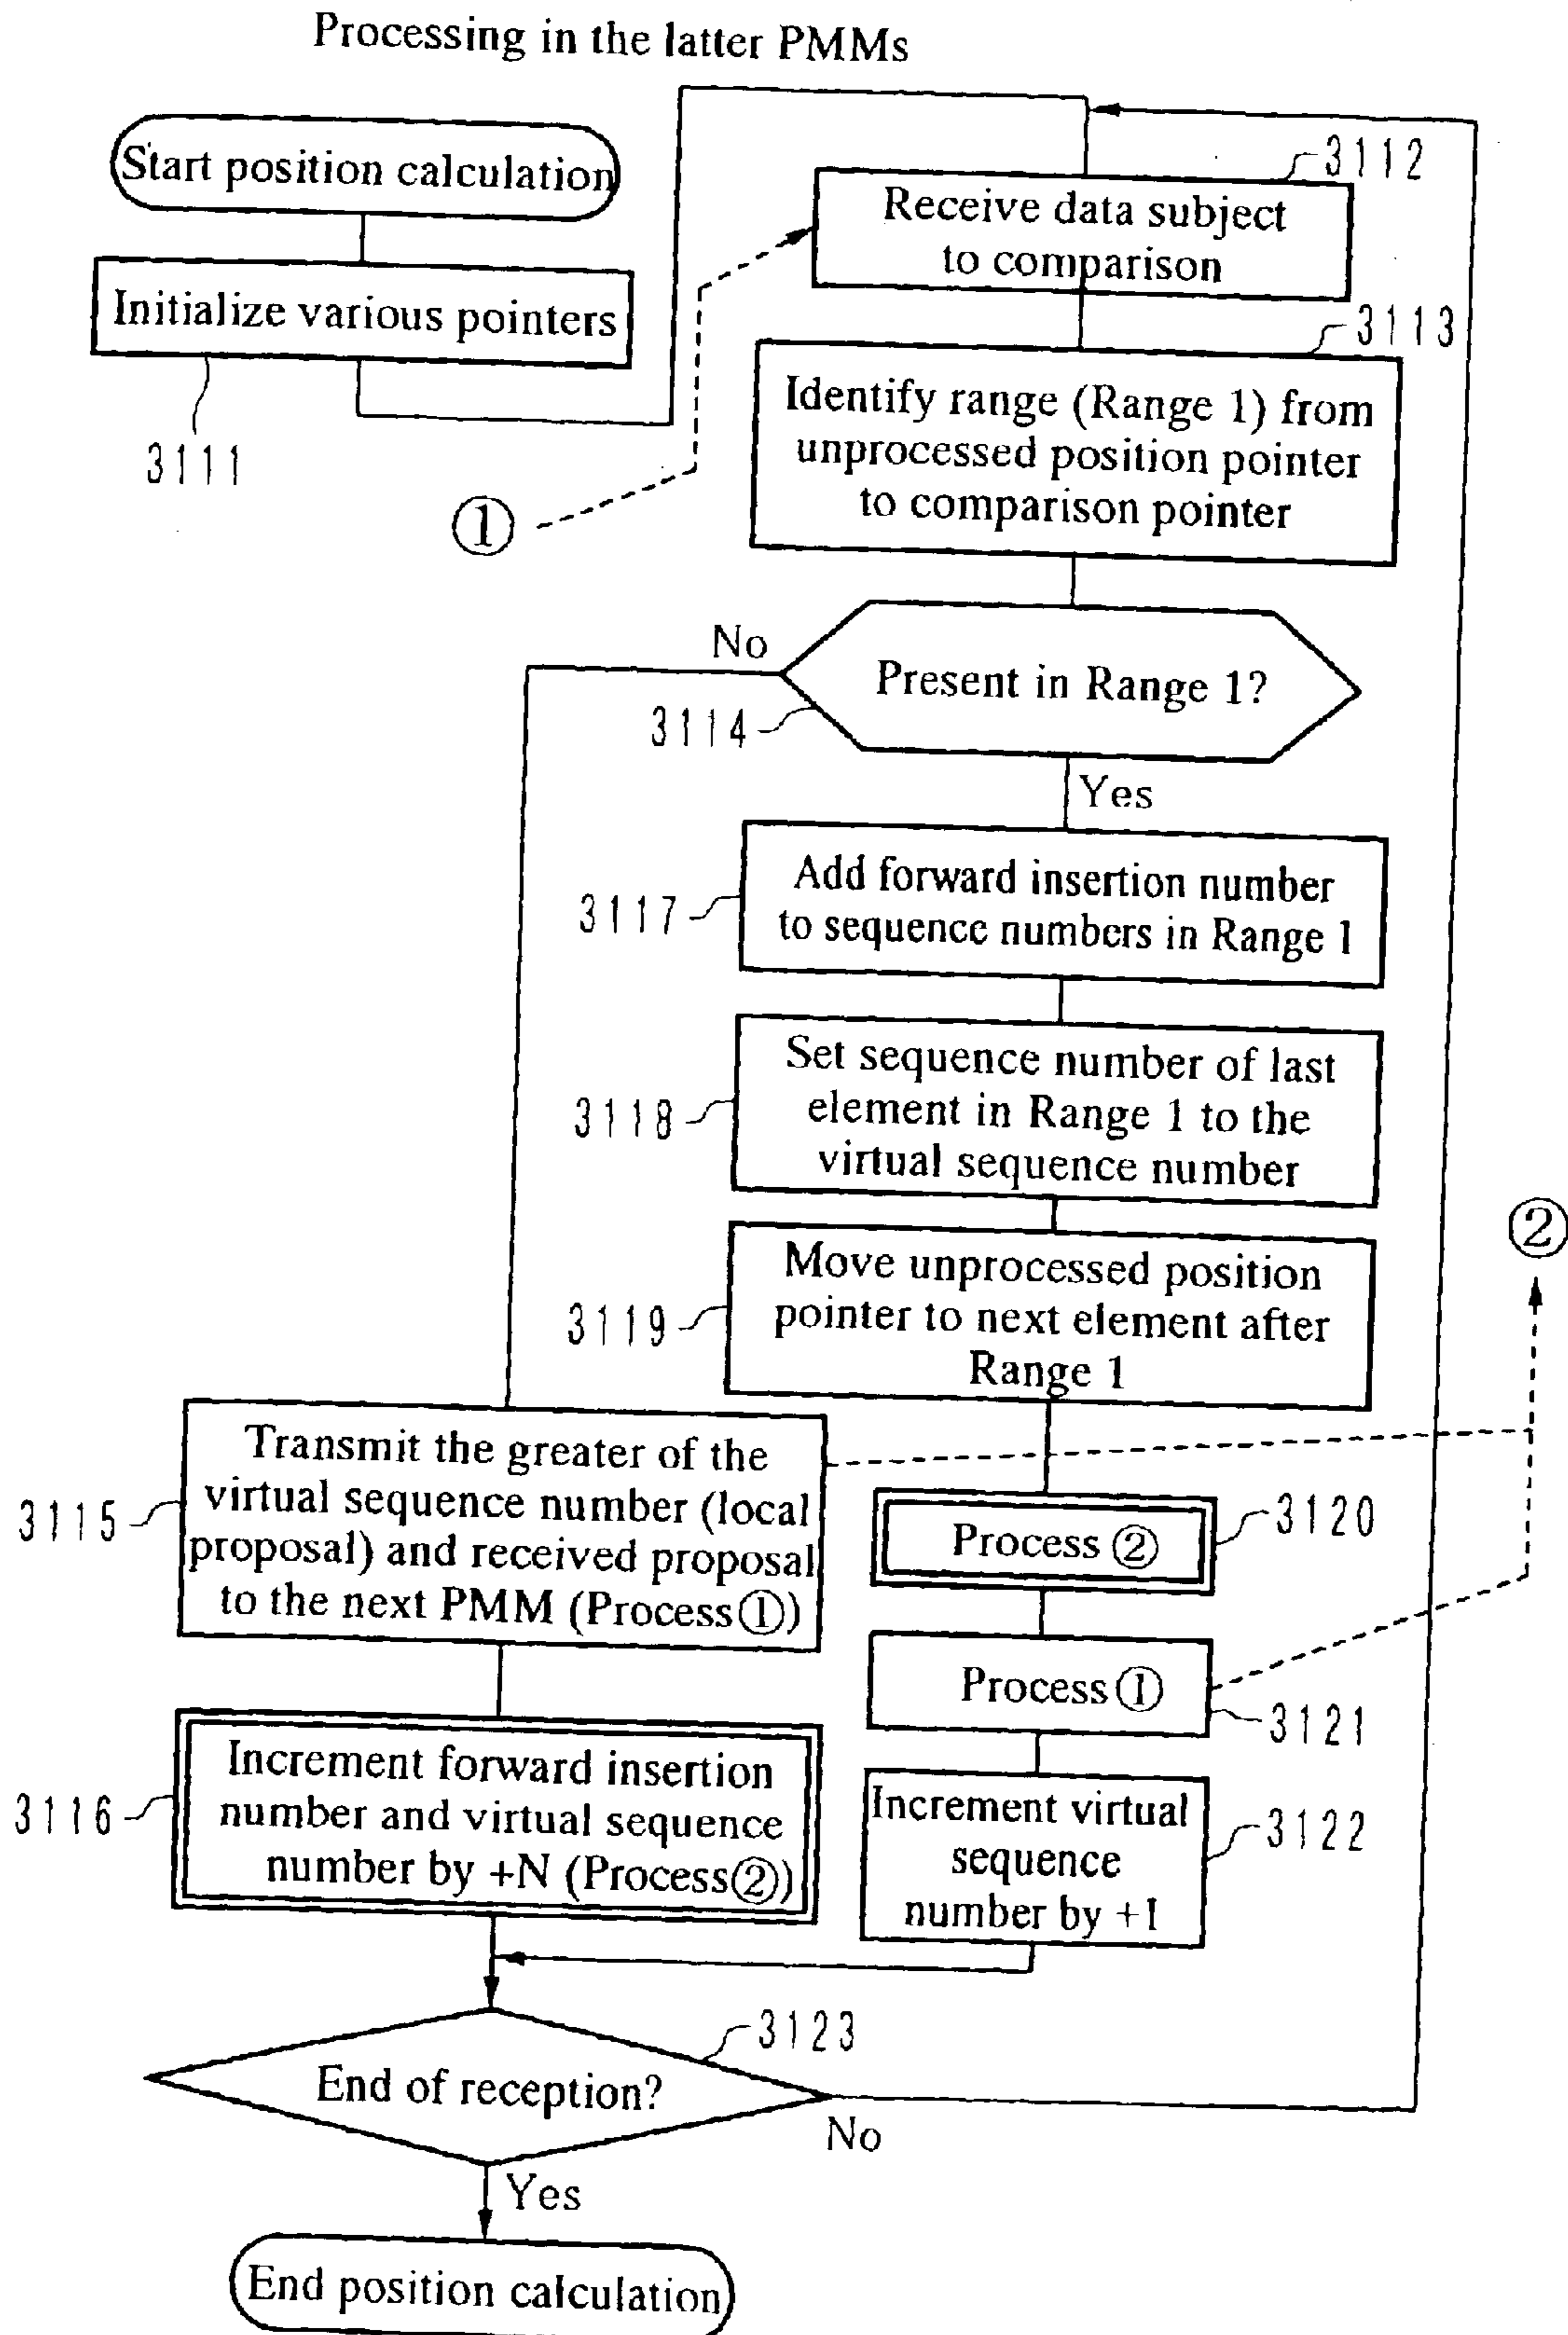 Processing in the latter PMMs
Start position calculation
Initialize various pointers
3111
①
Receive data subject
to comparison
3112
Identify range (Range 1) from
unprocessed position pointer
to comparison pointer
3113
Present in Range 1?
No
3114
Yes
Add forward insertion number
to sequence numbers in Range 1
3117
Set sequence number of last
element in Range 1 to the
virtual sequence number
3118
Move unprocessed position
pointer to next element after
Range 1
3119
②
Transmit the greater of the
virtual sequence number (local
proposal) and received proposal
to the next PMM (Process①)
3115
Process ②
3120
Process ①
3121
Increment forward insertion
number and virtual sequence
number by +N (Process②)
3116
Increment virtual
sequence
number by +1
3122
End of reception?
3123
No
Yes
End position calculation